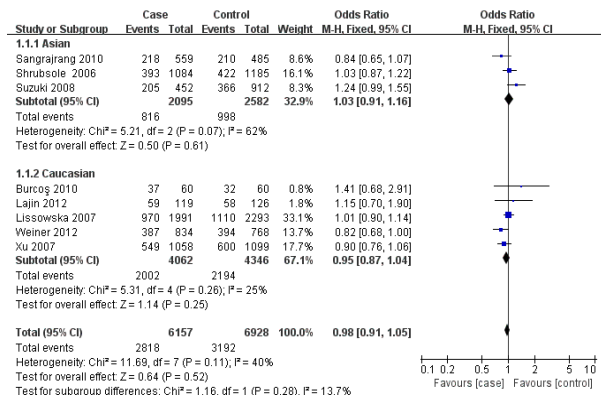 Case Control Odds Ratio Odds Ratio
Study or Subgroup Events Total Events Total Weight M-H, Fixed, 95% CI M-H, Fixed, 95% CI
1.1.1 Asian
Sangrajrang 2010 218 559 210 485 8.6% 0.84 [0.65, 1.07]
Shrubsole 2006 393 1084 422 1185 16.1% 1.03 [0.87, 1.22]
Suzuki 2008 205 452 366 912 8.3% 1.24 [0.99, 1.55]
Subtotal (95% CI) 2095 2582 32.9% 1.03 [0.91, 1.16]
Total events 816 998
Heterogeneity: Chi² = 5.21, df = 2 (P = 0.07); I² = 62%
Test for overall effect: Z = 0.50 (P = 0.61)
1.1.2 Caucasian
Burcoş 2010 37 60 32 60 0.8% 1.41 [0.68, 2.91]
Lajin 2012 59 119 58 126 1.8% 1.15 [0.70, 1.92]
Lissowska 2007 970 1991 1110 2293 33.1% 1.01 [0.90, 1.14]
Weiner 2012 387 834 394 768 14.7% 0.82 [0.68, 1.00]
Xu 2007 549 1058 600 1099 17.7% 0.90 [0.76, 1.06]
Subtotal (95% CI) 4062 4346 67.1% 0.95 [0.87, 1.04]
Total events 2002 2194
Heterogeneity: Chi² = 5.31, df = 4 (P = 0.26); I² = 25%
Test for overall effect: Z = 1.14 (P = 0.25)
Total (95% CI) 6157 6928 100.0% 0.98 [0.91, 1.05]
Total events 2818 3192
Heterogeneity: Chi² = 11.69, df = 7 (P = 0.11); I² = 40%
Test for overall effect: Z = 0.64 (P = 0.52)
Test for subgroup differences: Chi² = 1.16, df = 1 (P = 0.28), I² = 13.7%
0.1 0.2 0.5 1 2 5 10
Favours [case] Favours [control]